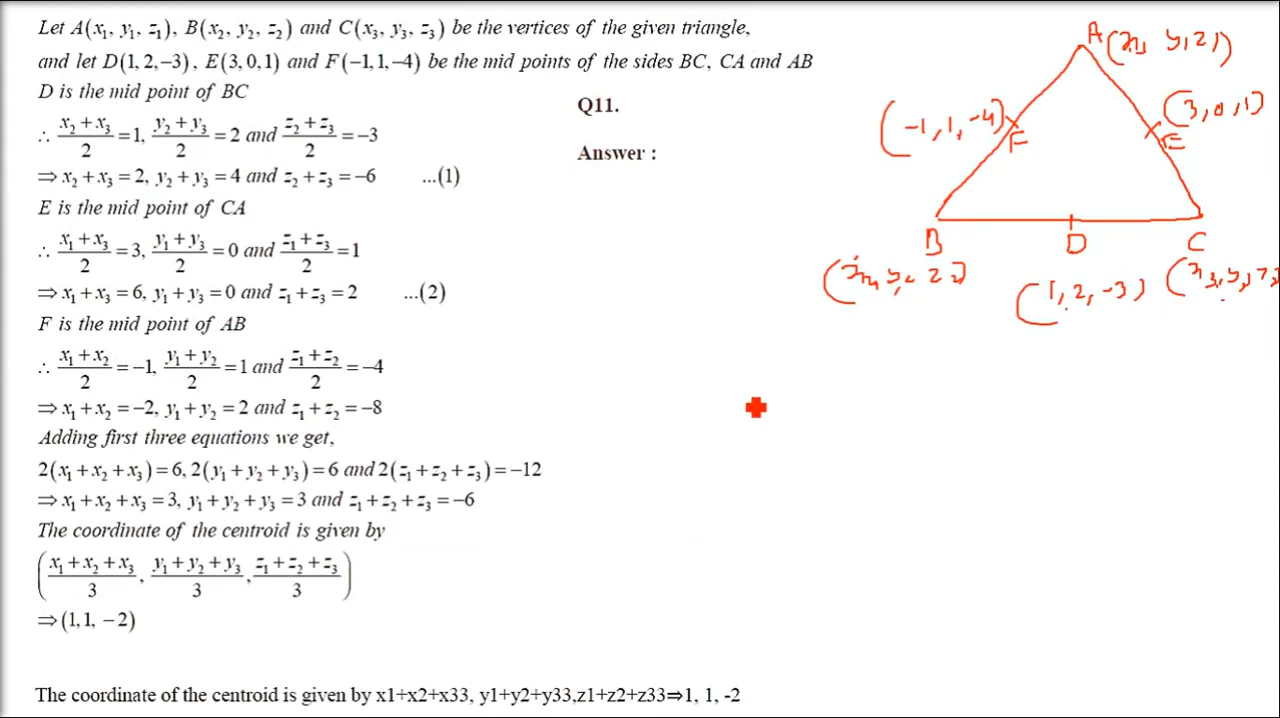 Let A(x₁, y₁, z₁), B(x₂, y₂, z₂) and C(x₃, y₃, z₃) be the vertices of the given triangle,
and let D(1, 2, −3), E(3, 0, 1) and F(−1, 1, −4) be the mid points of the sides BC, CA and AB
D is the mid point of BC
∴ (x₂ + x₃)/2 = 1, (y₂ + y₃)/2 = 2 and (z₂ + z₃)/2 = −3
⇒ x₂ + x₃ = 2, y₂ + y₃ = 4 and z₂ + z₃ = −6 ...(1)
E is the mid point of CA
∴ (x₁ + x₃)/2 = 3, (y₁ + y₃)/2 = 0 and (z₁ + z₃)/2 = 1
⇒ x₁ + x₃ = 6, y₁ + y₃ = 0 and z₁ + z₃ = 2 ...(2)
F is the mid point of AB
∴ (x₁ + x₂)/2 = −1, (y₁ + y₂)/2 = 1 and (z₁ + z₂)/2 = −4
⇒ x₁ + x₂ = −2, y₁ + y₂ = 2 and z₁ + z₂ = −8
Adding first three equations we get,
2(x₁ + x₂ + x₃) = 6, 2(y₁ + y₂ + y₃) = 6 and 2(z₁ + z₂ + z₃) = −12
⇒ x₁ + x₂ + x₃ = 3, y₁ + y₂ + y₃ = 3 and z₁ + z₂ + z₃ = −6
The coordinate of the centroid is given by
((x₁ + x₂ + x₃)/3, (y₁ + y₂ + y₃)/3, (z₁ + z₂ + z₃)/3)
⇒ (1, 1, −2)
The coordinate of the centroid is given by x1+x2+x33, y1+y2+y33,z1+z2+z33⇒1, 1, -2
Q11.
Answer :
A
(-1, 1, -4)
F
(3, 0, 1)
E
B
D
C
(1, 2, -3)